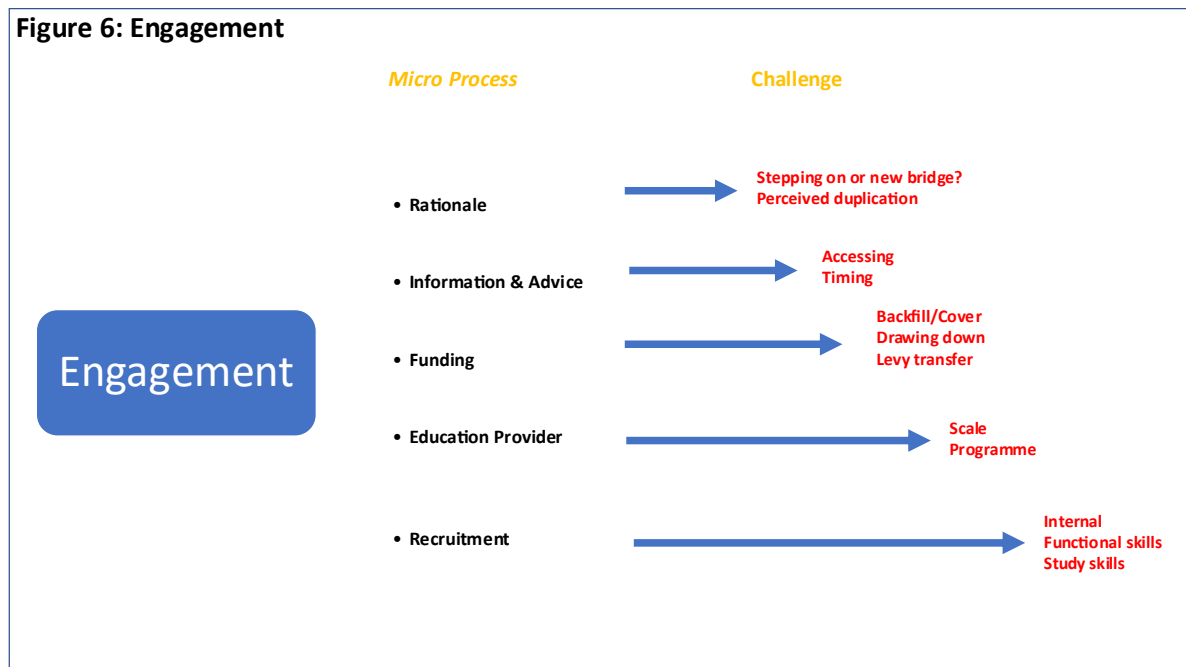 Figure 6: Engagement
Micro Process
Challenge
Engagement
• Rationale
Stepping on or new bridge?
Perceived duplication
• Information & Advice
Accessing
Timing
• Funding
Backfill/Cover
Drawing down
Levy transfer
• Education Provider
Scale
Programme
• Recruitment
Internal
Functional skills
Study skills